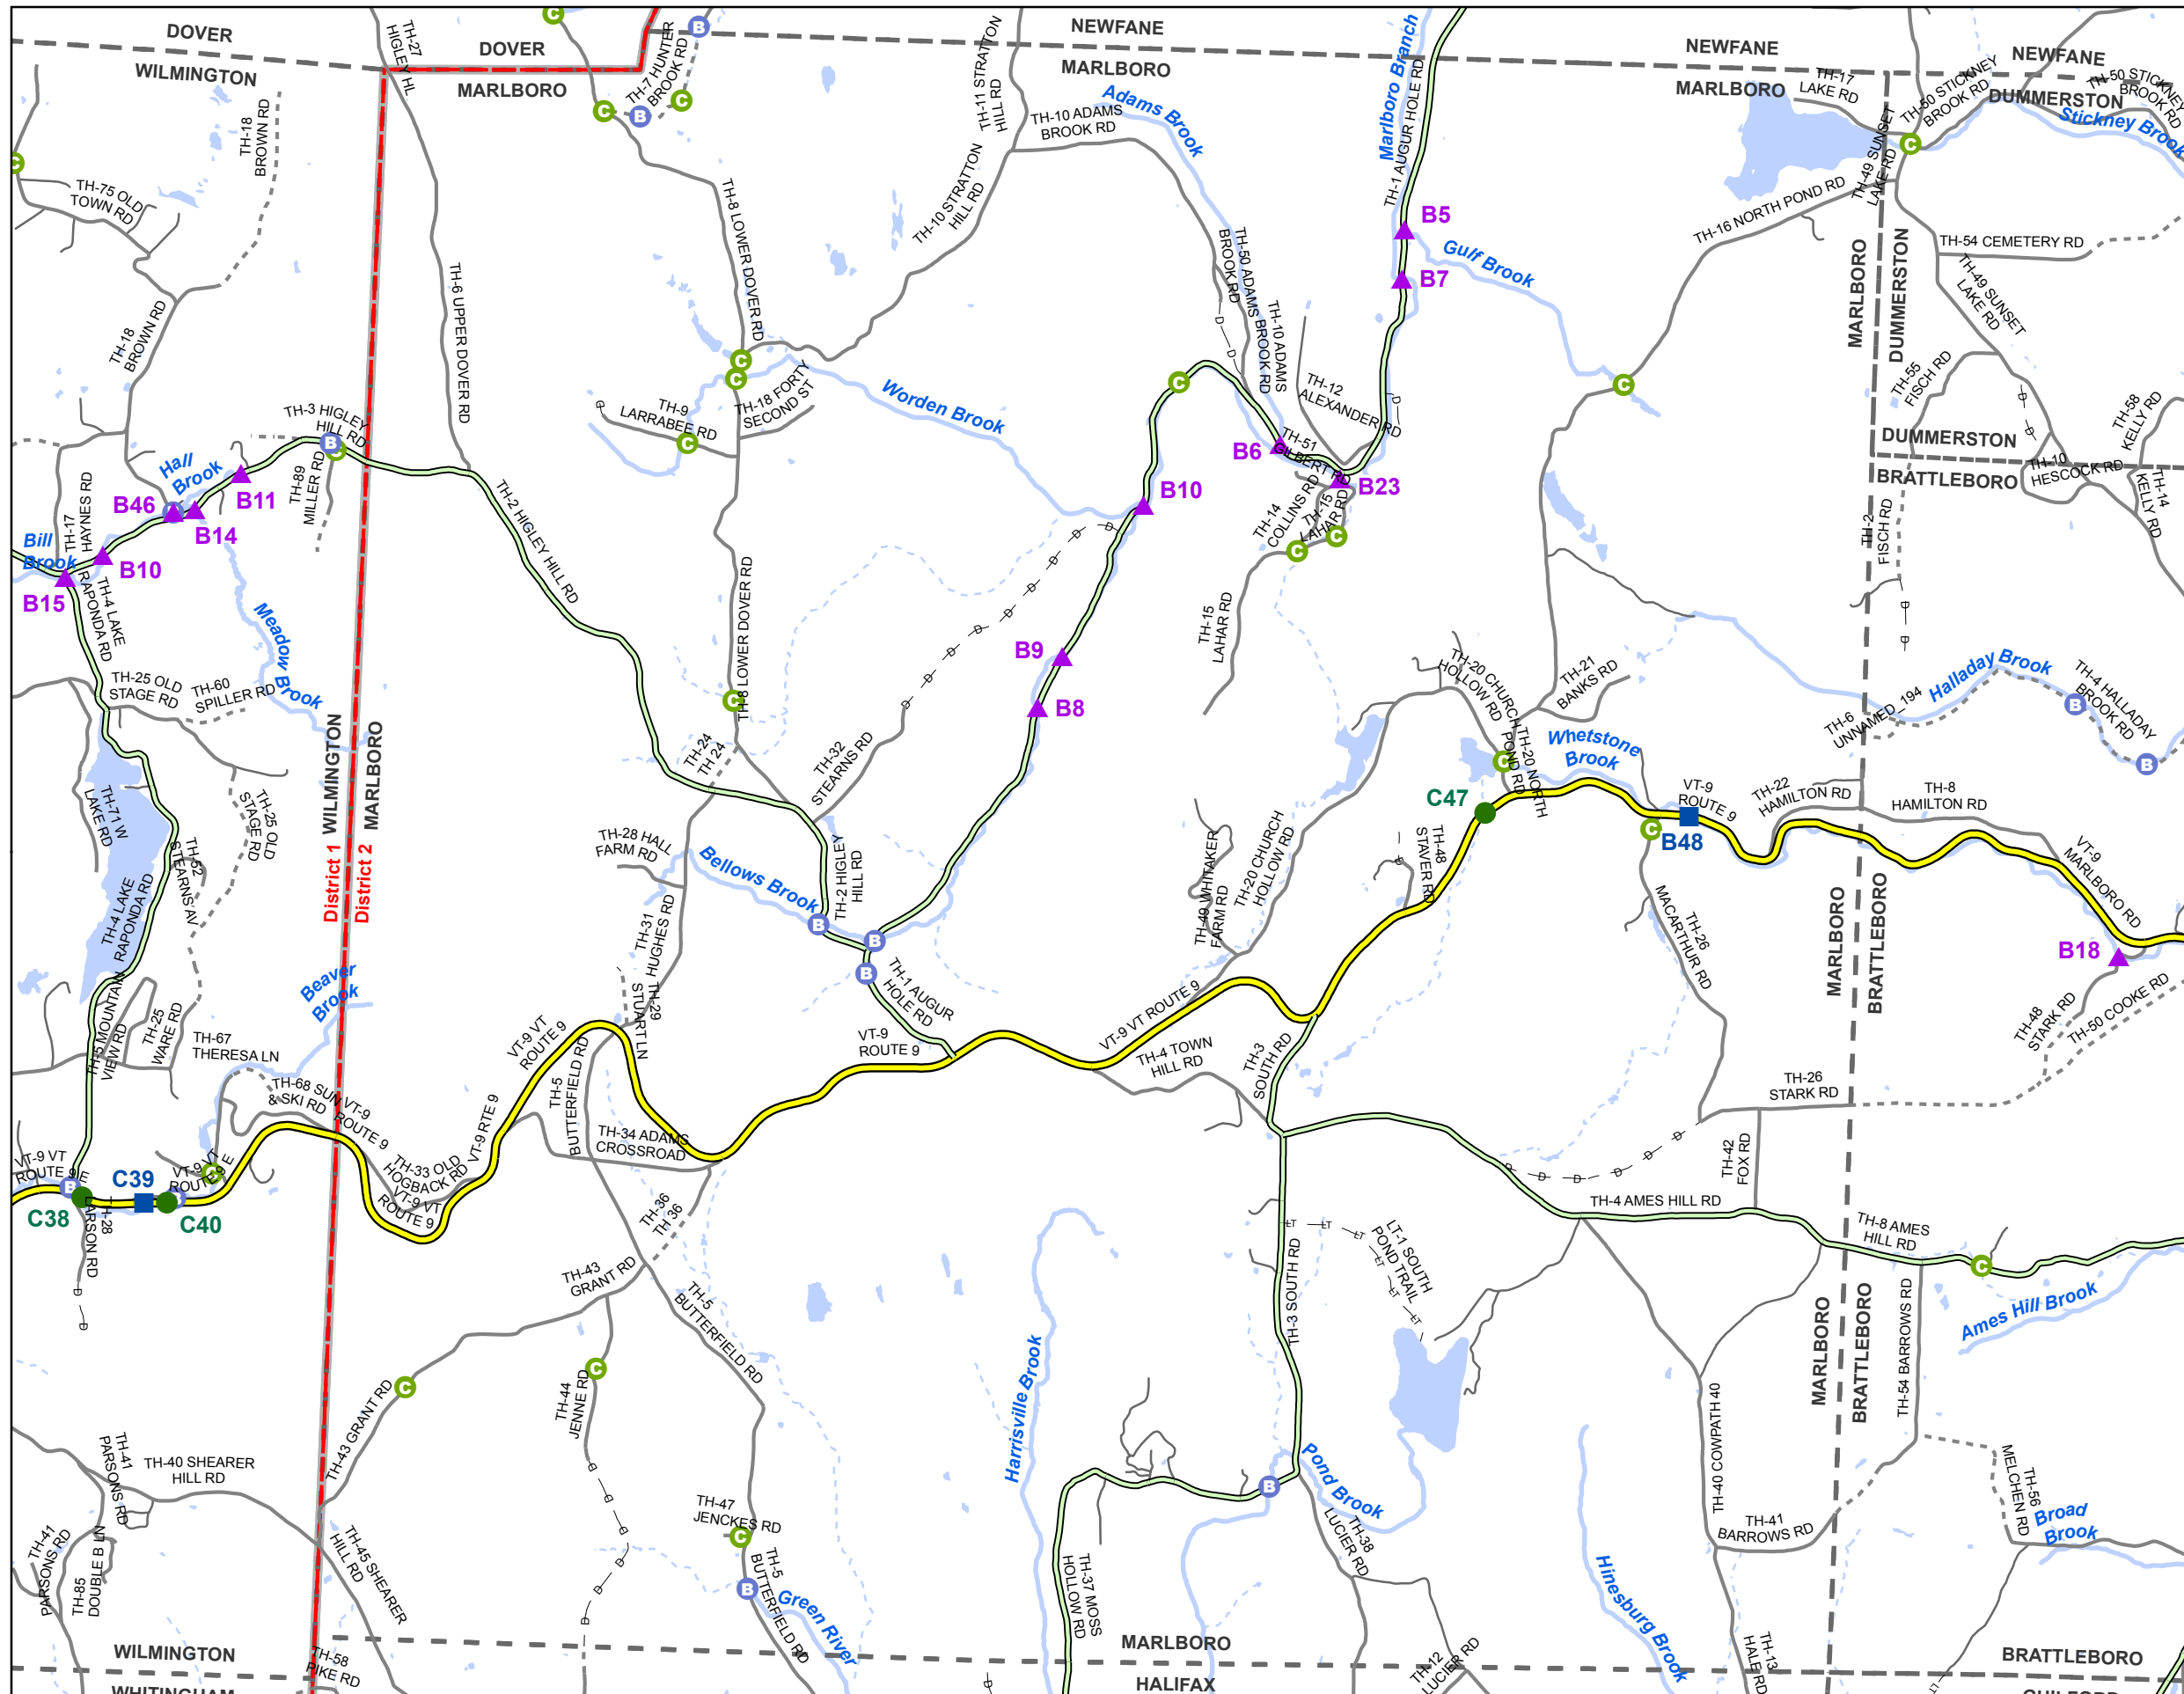 DOVER
WILMINGTON
TH-27
HIGLEY HL
DOVER
MARLBORO
TH-7 HUNTER
BROOK RD
NEWFANE
MARLBORO
TH-11 STRATTON
HILL RD
TH-10 ADAMS
BROOK RD
Adams Brook
Marlboro Branch
TH-1 AUGUR HOLE RD
NEWFANE
MARLBORO
TH-17
LAKE RD
TH-50 STICKNEY
BROOK RD
NEWFANE
DUMMERSTON
TH-50 STICKNEY
BROOK RD
Stickney Brook
TH-49 SUNSET
LAKE RD
TH-18
BROWN RD
TH-75 OLD
TOWN RD
TH-18
BROWN RD
TH-6 UPPER DOVER RD
TH-8 LOWER DOVER RD
TH-10 STRATTON
HILL RD
TH-50 ADAMS
BROOK RD
TH-10 ADAMS
BROOK RD
B5
B7
Gulf Brook
TH-16 NORTH POND RD
TH-54 CEMETERY RD
TH-49 SUNSET
LAKE RD
MARLBORO
DUMMERSTON
TH-55
FISCH RD
TH-58
KELLY RD
DUMMERSTON
BRATTLEBORO
TH-10
HESCOCK RD
TH-14
KELLY RD
TH-2
FISCH RD
TH-3 HIGLEY
HILL RD
TH-89
MILLER RD
Hall
Brook
B46
B11
B14
B10
B15
Bill
Brook
TH-17
HAYNES RD
TH-4 LAKE
RAPONDA RD
Meadow Brook
TH-25 OLD
STAGE RD
TH-60
SPILLER RD
TH-9
LARRABEE RD
TH-18 FORTY
SECOND ST
Worden Brook
TH-12
ALEXANDER RD
B6
TH-51
GILBERT RD
B23
TH-14
COLLINS RD
TH-15
LAHAR RD
TH-15
LAHAR RD
B10
B9
B8
TH-2 HIGLEY HILL RD
TH-8 LOWER DOVER RD
TH-24
TH 24
TH-32
STEARNS RD
WILMINGTON
MARLBORO
District 1
District 2
TH-71 W
LAKE RD
TH-52
STEARNS AV
TH-25 OLD
STAGE RD
TH-4 LAKE
RAPONDA RD
TH-28 HALL
FARM RD
Bellows Brook
TH-2 HIGLEY
HILL RD
TH-31
HUGHES RD
TH-29
STUART LN
TH-1 AUGUR
HOLE RD
TH-20 CHURCH
HOLLOW RD
TH-21
BANKS RD
TH-20 NORTH
POND RD
Whetstone
Brook
C47
VT-9
ROUTE 9
B48
TH-22
HAMILTON RD
TH-8
HAMILTON RD
TH-6
UNNAMED_194
Halladay Brook
TH-4 HALLADAY
BROOK RD
VT-9
MARLBORO RD
TH-49 WHITAKER
FARM RD
TH-20 CHURCH
HOLLOW RD
TH-48
STAVER RD
TH-26
MACARTHUR RD
MARLBORO
BRATTLEBORO
B18
TH-48
STARK RD
TH-50 COOKE RD
TH-26
STARK RD
Beaver
Brook
TH-5 MOUNTAIN
VIEW RD
TH-25
WARE RD
TH-67
THERESA LN
TH-68 SUN
& SKI RD
VT-9
ROUTE 9
VT-9 VT
ROUTE 9
VT-9 RTE 9
TH-33 OLD
HOGBACK RD
VT-9 VT
ROUTE 9
TH-5
BUTTERFIELD RD
TH-34 ADAMS
CROSSROAD
VT-9
ROUTE 9
VT-9 VT ROUTE 9
TH-4 TOWN
HILL RD
TH-3
SOUTH RD
VT-9 VT
ROUTE 9 E
C38
C39
C40
VT-9 VT
ROUTE 9 E
TH-28
LARSON RD
TH-36
TH 36
TH-43
GRANT RD
TH-5
BUTTERFIELD RD
TH-44
JENNE RD
TH-43 GRANT RD
Harrisville Brook
TH-3 SOUTH RD
LT-1 SOUTH
POND TRAIL
TH-4 AMES HILL RD
TH-42
FOX RD
TH-8 AMES
HILL RD
Ames Hill Brook
MARLBORO
BRATTLEBORO
TH-54 BARROWS RD
TH-40 COWPATH 40
TH-41
BARROWS RD
TH-56
MELCHEN RD
Broad
Brook
TH-41
PARSONS RD
TH-40 SHEARER
HILL RD
TH-41
PARSONS RD
TH-85
DOUBLE B LN
TH-45 SHEARER
HILL RD
TH-47
JENCKES RD
TH-5
BUTTERFIELD RD
Green River
Pond Brook
TH-38
LUCIER RD
TH-37 MOSS
HOLLOW RD
Hinesburg Brook
TH-12
LUCIER RD
TH-13
HALE RD
WILMINGTON
WHITINGHAM
TH-58
PIKE RD
MARLBORO
HALIFAX
BRATTLEBORO
GUILFORD